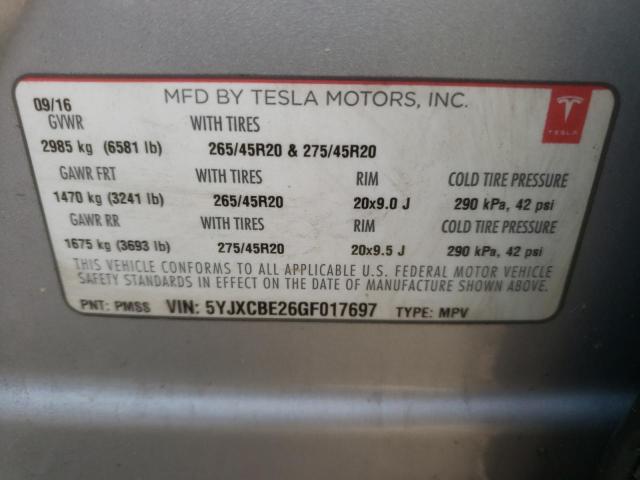 MFD BY TESLA MOTORS, INC.
09/16
GVWR WITH TIRES
2985 kg (6581 lb) 265/45R20 & 275/45R20
TESLA
GAWR FRT WITH TIRES RIM COLD TIRE PRESSURE
1470 kg (3241 lb) 265/45R20 20x9.0 J 290 kPa, 42 psi
GAWR RR WITH TIRES RIM COLD TIRE PRESSURE
1675 kg (3693 lb) 275/45R20 20x9.5 J 290 kPa, 42 psi
THIS VEHICLE CONFORMS TO ALL APPLICABLE U.S. FEDERAL MOTOR VEHICLE
SAFETY STANDARDS IN EFFECT ON THE DATE OF MANUFACTURE SHOWN ABOVE.
PNT: PMSS VIN: 5YJXCBE26GF017697 TYPE: MPV